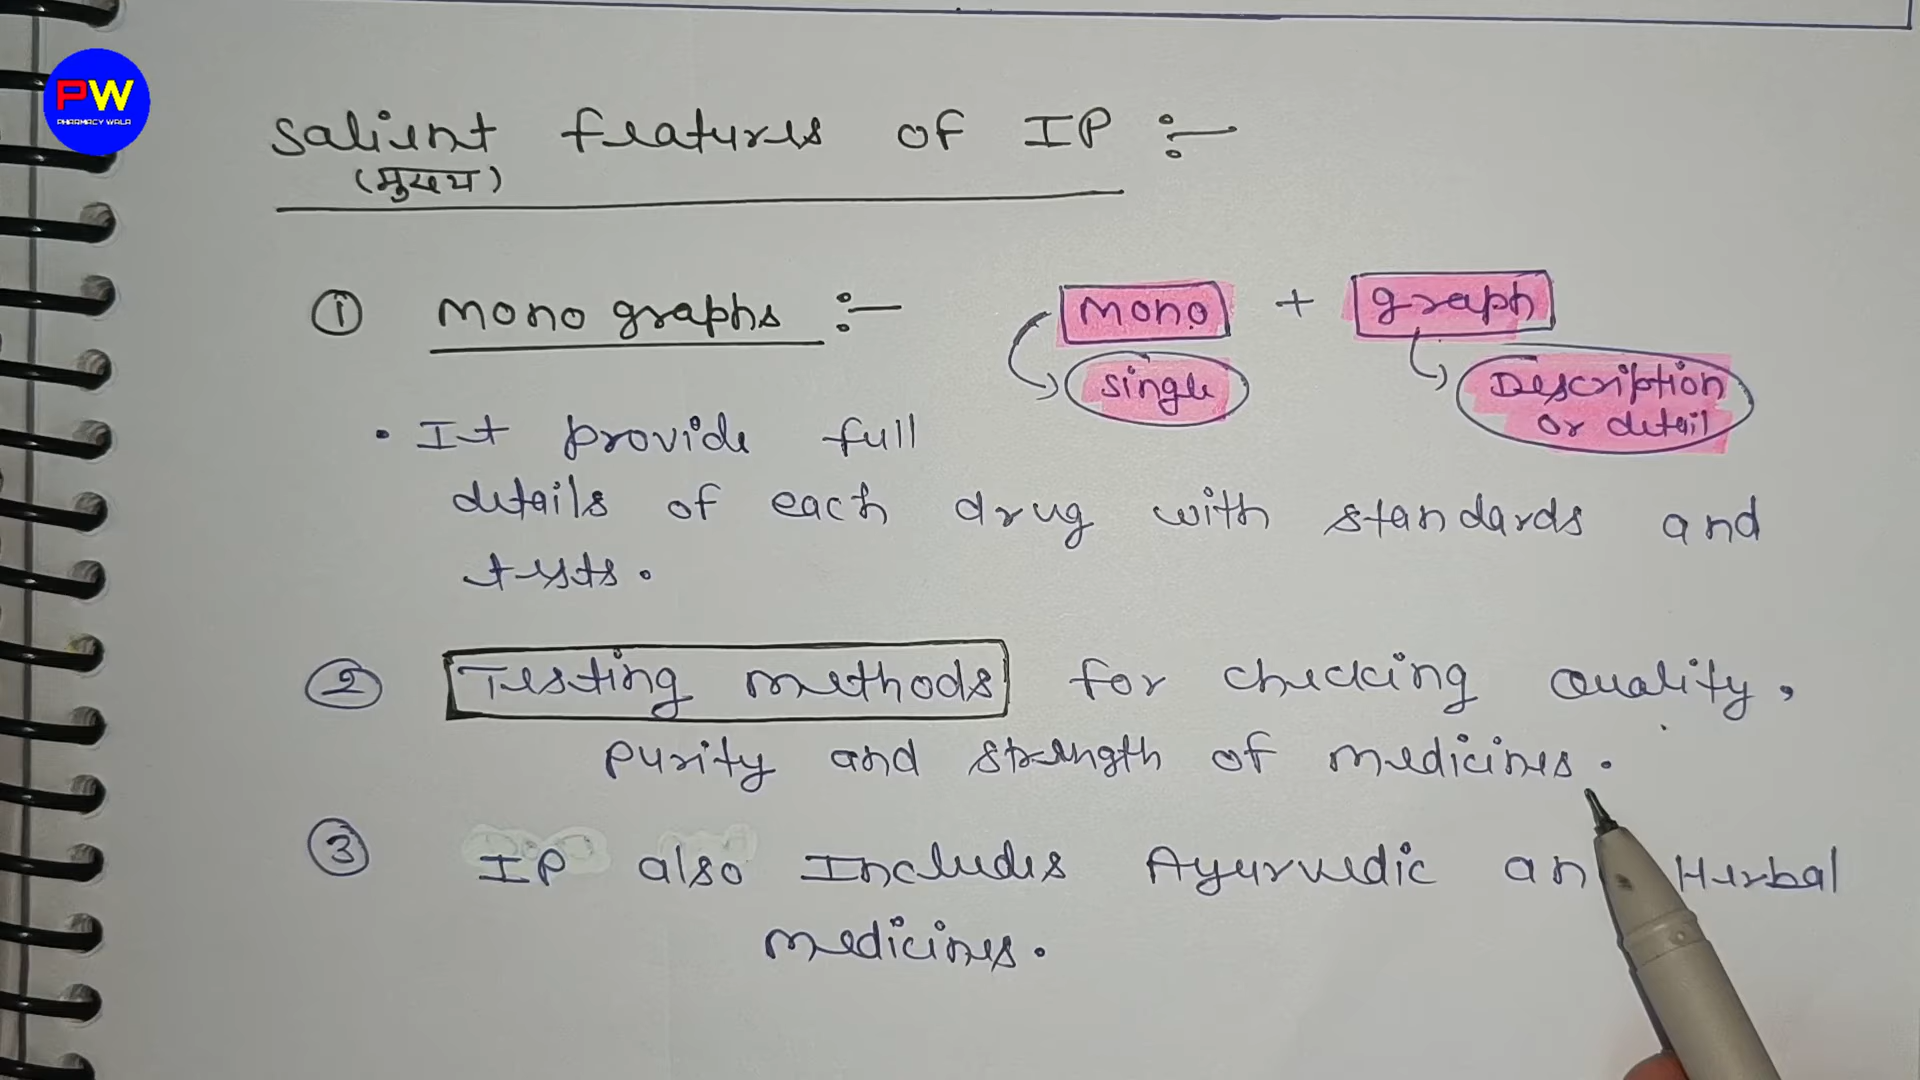 PW
PHARMACY WALA
Salient features of IP :-
(मुख्य)
① Mono graphs :-
mono + graph
single
Description
or detail
• It provide full
details of each drug with standards and
tests.
② Testing methods for checking Quality,
purity and strength of medicines.
③ IP also Includes Ayurvedic an Herbal
medicines.